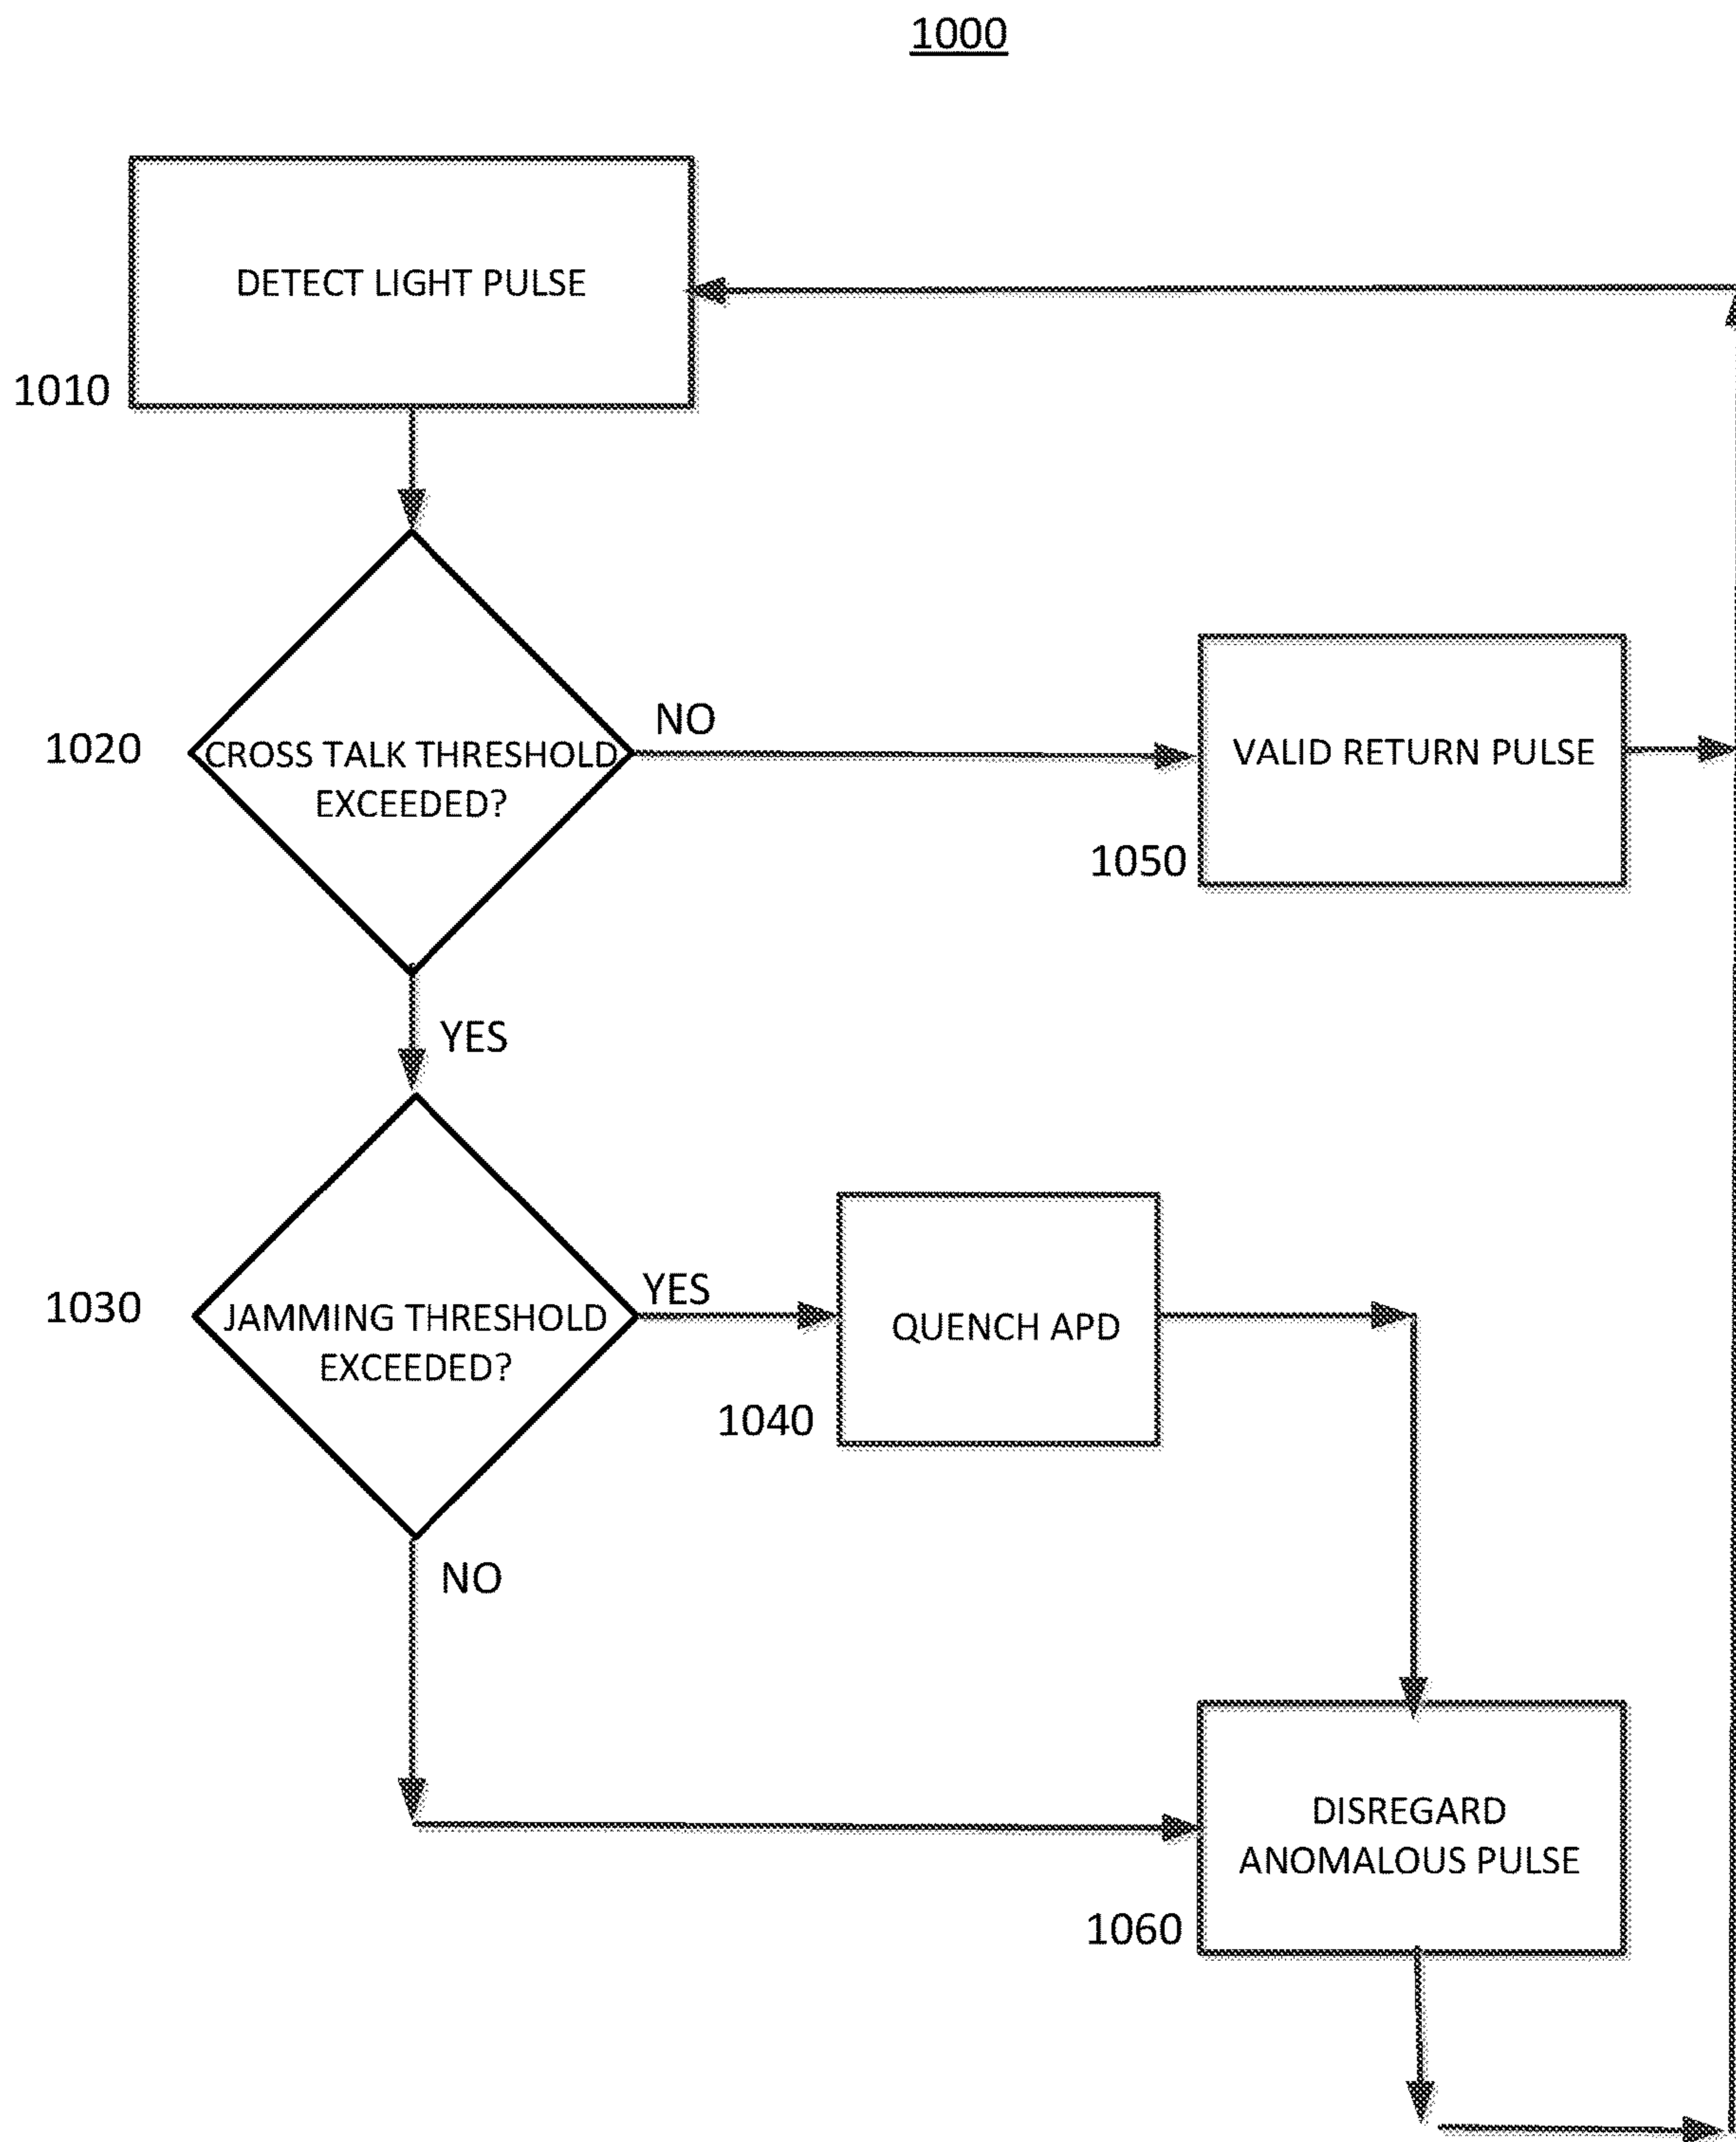 1000
DETECT LIGHT PULSE
1010
CROSS TALK THRESHOLD
EXCEEDED?
1020
NO
VALID RETURN PULSE
1050
YES
JAMMING THRESHOLD
EXCEEDED?
1030
YES
QUENCH APD
1040
NO
DISREGARD
ANOMALOUS PULSE
1060